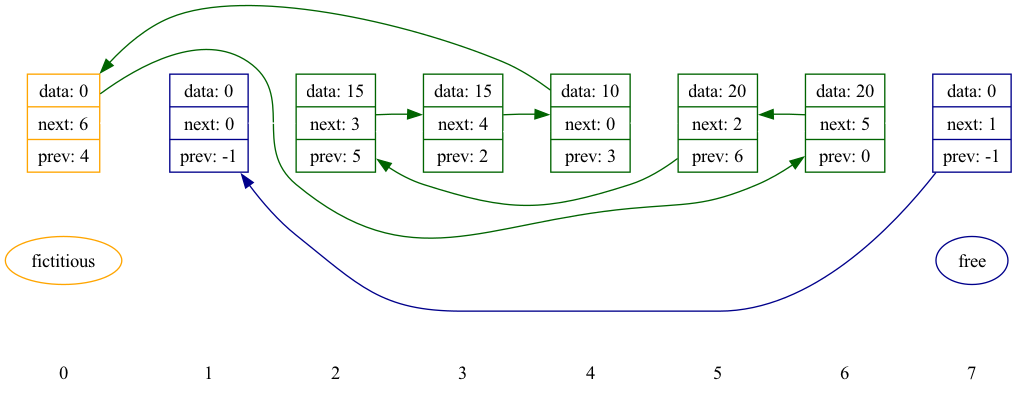 data: 0
next: 6
prev: 4
data: 0
next: 0
prev: -1
data: 15
next: 3
prev: 5
data: 15
next: 4
prev: 2
data: 10
next: 0
prev: 3
data: 20
next: 2
prev: 6
data: 20
next: 5
prev: 0
data: 0
next: 1
prev: -1
fictitious
free
0
1
2
3
4
5
6
7